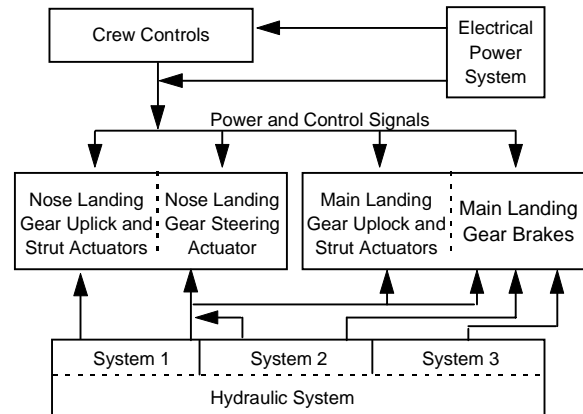 Crew Controls
Electrical
Power
System
Power and Control Signals
Nose Landing
Gear Uplick and
Strut Actuators
Nose Landing
Gear Steering
Actuator
Main Landing
Gear Uplock and
Strut Actuators
Main Landing
Gear Brakes
System 1
System 2
System 3
Hydraulic System